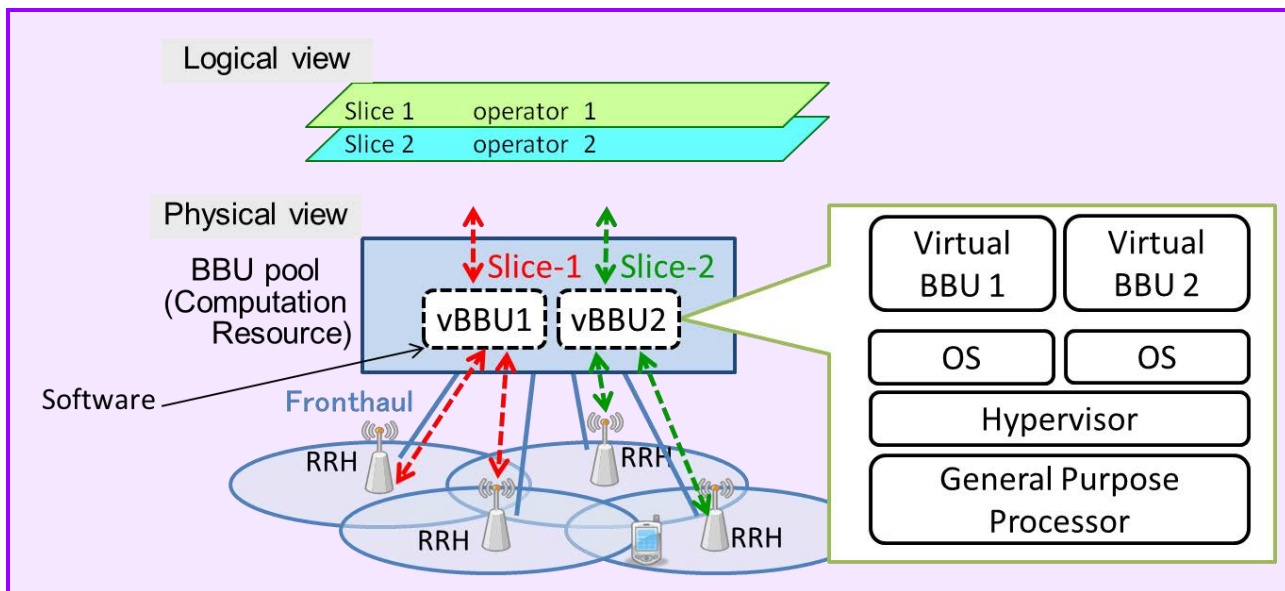 Logical view
Slice 1 operator 1
Slice 2 operator 2
Physical view
BBU pool
(Computation
Resource)
Slice-1
Slice-2
vBBU1
vBBU2
Software
Fronthaul
RRH
RRH
RRH
RRH
Virtual
BBU 1
Virtual
BBU 2
OS
OS
Hypervisor
General Purpose
Processor